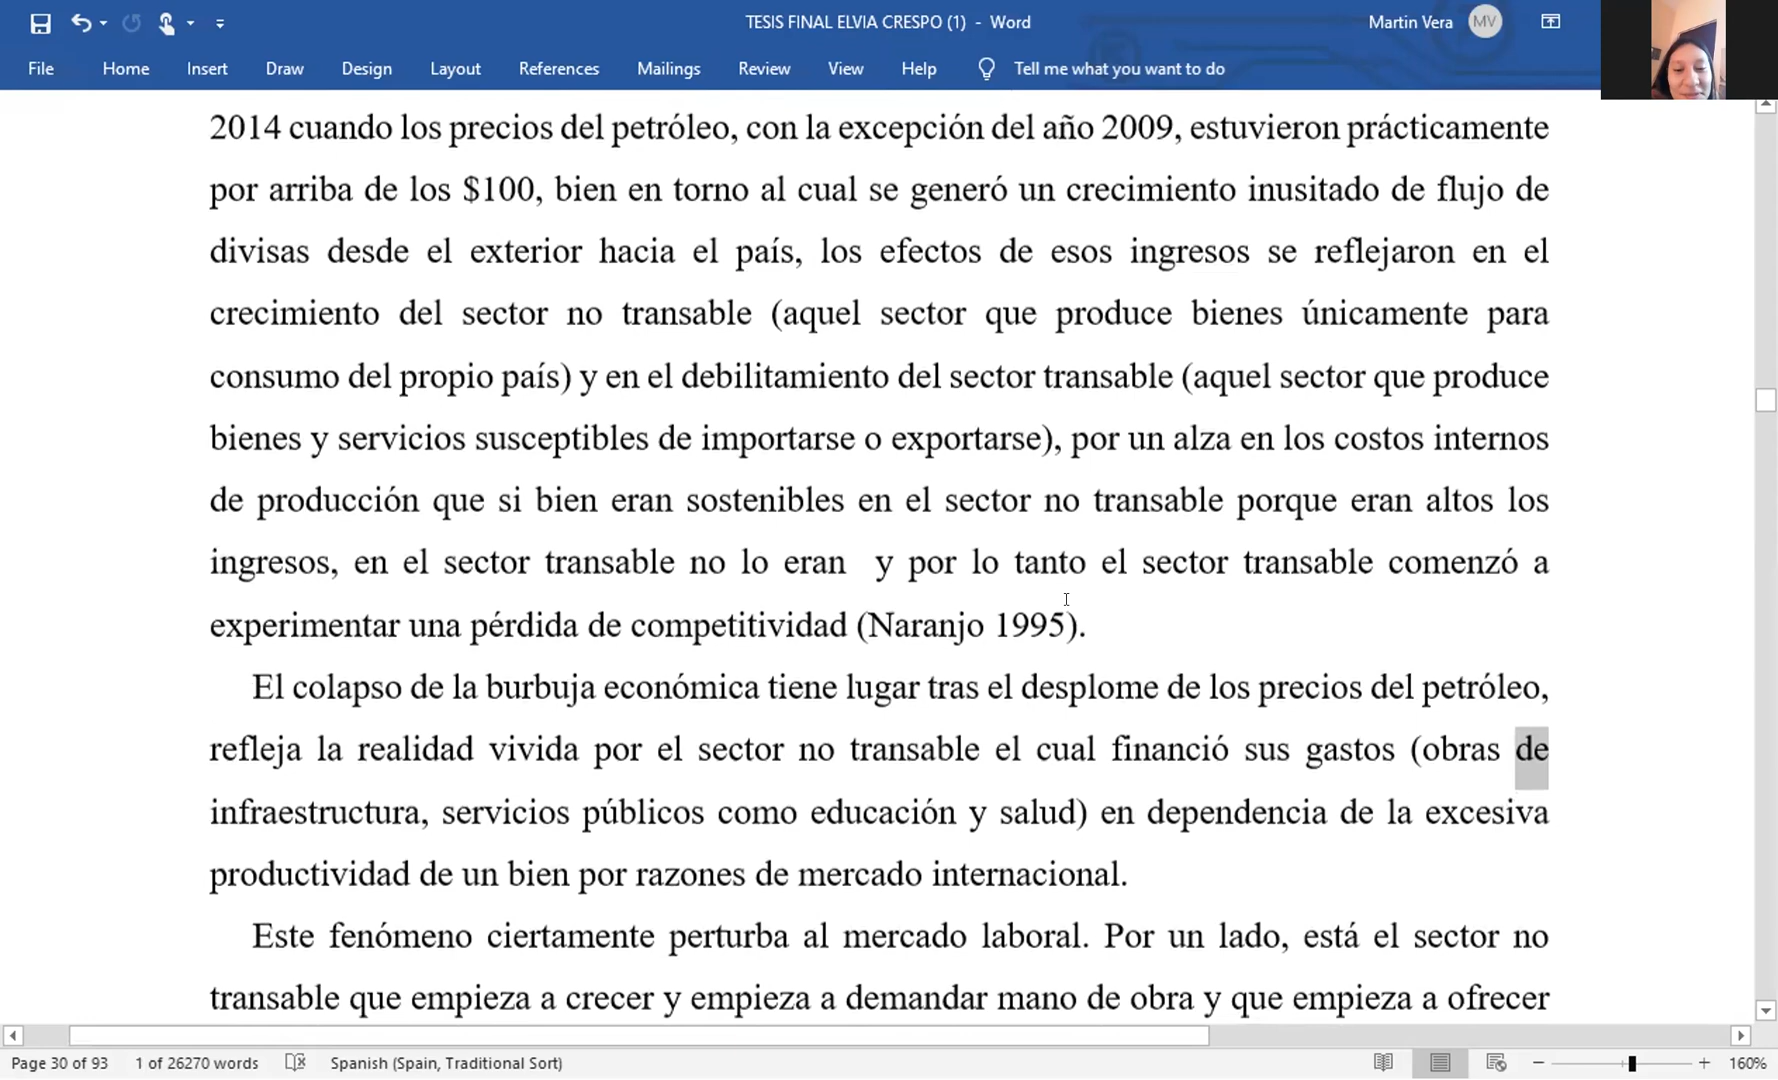 TESIS FINAL ELVIA CRESPO (1) - Word
Martin Vera
MV
File Home Insert Draw Design Layout References Mailings Review View Help Tell me what you want to do
2014 cuando los precios del petróleo, con la excepción del año 2009, estuvieron prácticamente
por arriba de los $100, bien en torno al cual se generó un crecimiento inusitado de flujo de
divisas desde el exterior hacia el país, los efectos de esos ingresos se reflejaron en el
crecimiento del sector no transable (aquel sector que produce bienes únicamente para
consumo del propio país) y en el debilitamiento del sector transable (aquel sector que produce
bienes y servicios susceptibles de importarse o exportarse), por un alza en los costos internos
de producción que si bien eran sostenibles en el sector no transable porque eran altos los
ingresos, en el sector transable no lo eran  y por lo tanto el sector transable comenzó a
experimentar una pérdida de competitividad (Naranjo 1995).
El colapso de la burbuja económica tiene lugar tras el desplome de los precios del petróleo,
refleja la realidad vivida por el sector no transable el cual financió sus gastos (obras de
infraestructura, servicios públicos como educación y salud) en dependencia de la excesiva
productividad de un bien por razones de mercado internacional.
Este fenómeno ciertamente perturba al mercado laboral. Por un lado, está el sector no
transable que empieza a crecer y empieza a demandar mano de obra y que empieza a ofrecer
Page 30 of 93 1 of 26270 words Spanish (Spain, Traditional Sort) 160%